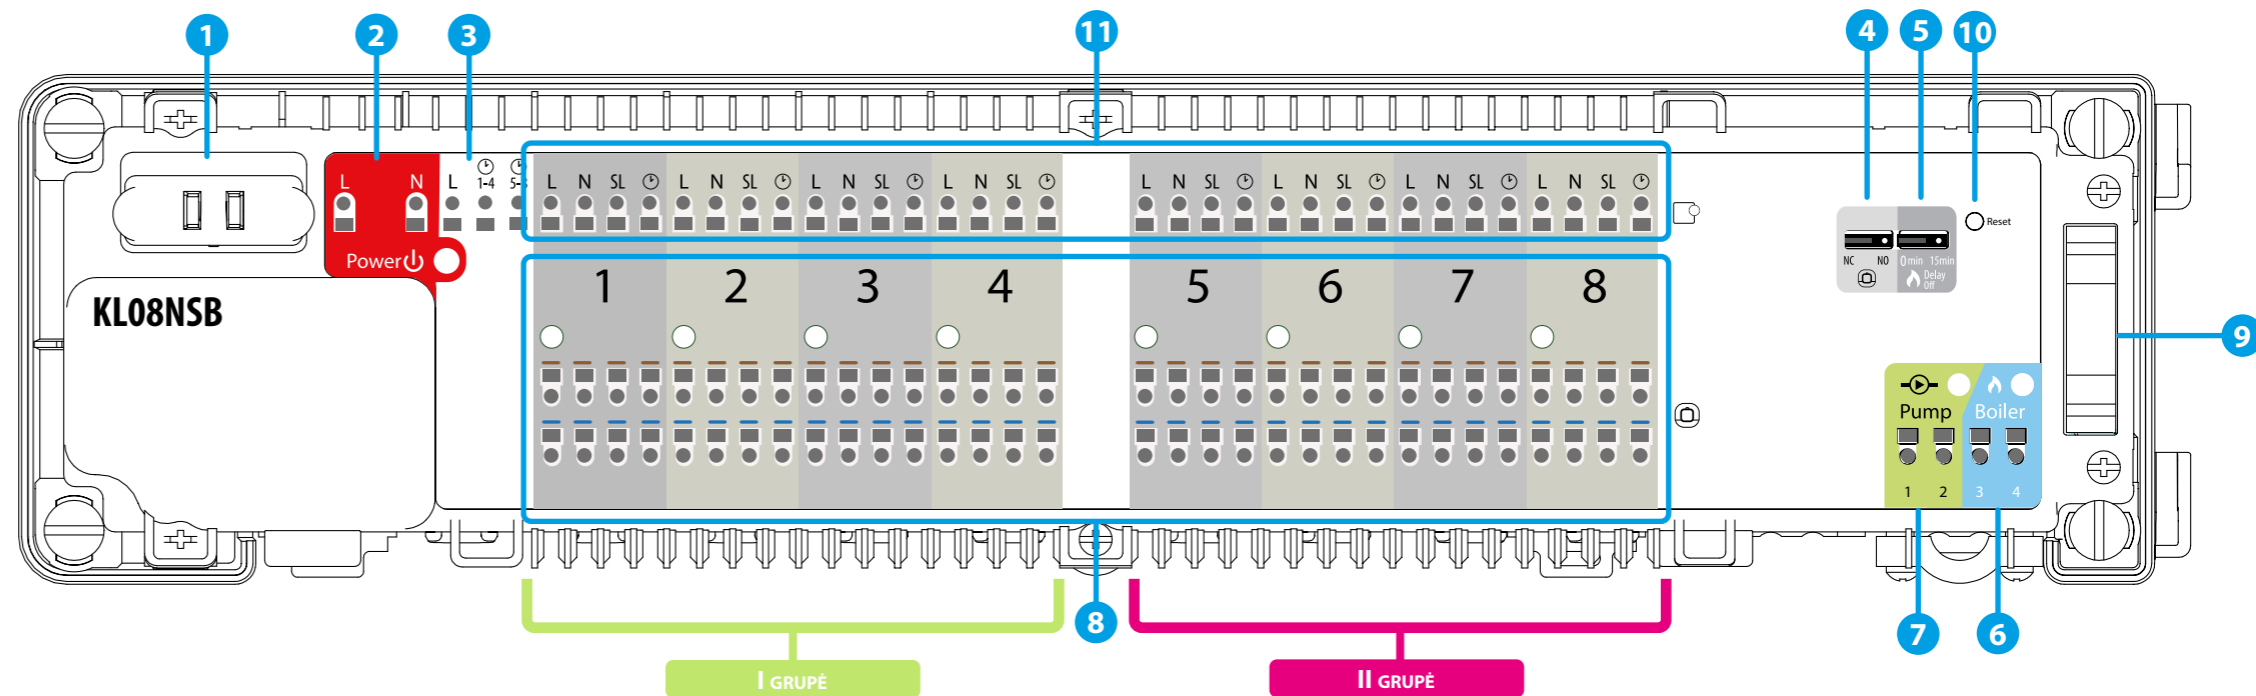 1 2 3 11 4 5 10
L N L 1-4 5-8 L N SL L N SL L N SL L N SL L N SL L N SL L N SL L N SL
Reset
Power
NC NO 0 min 15min
Delay
Off
KL08NSB
1 2 3 4 5 6 7 8
9
Pump Boiler
1 2 3 4
8 7 6
I GRUPĖ II GRUPĖ